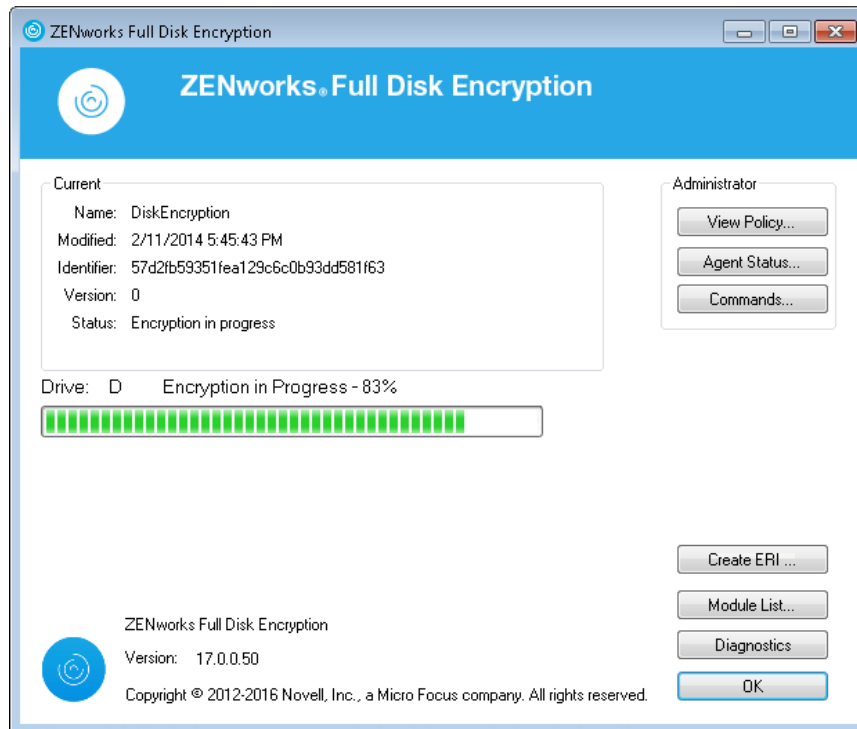 ZENworks Full Disk Encryption
ZENworks® Full Disk Encryption
Current
Name: DiskEncryption
Modified: 2/11/2014 5:45:43 PM
Identifier: 57d2fb59351fea129c6c0b93dd581f63
Version: 0
Status: Encryption in progress
Administrator
View Policy...
Agent Status...
Commands...
Drive: D Encryption in Progress - 83%
Create ERI ...
Module List...
Diagnostics
OK
ZENworks Full Disk Encryption
Version: 17.0.0.50
Copyright © 2012-2016 Novell, Inc., a Micro Focus company. All rights reserved.